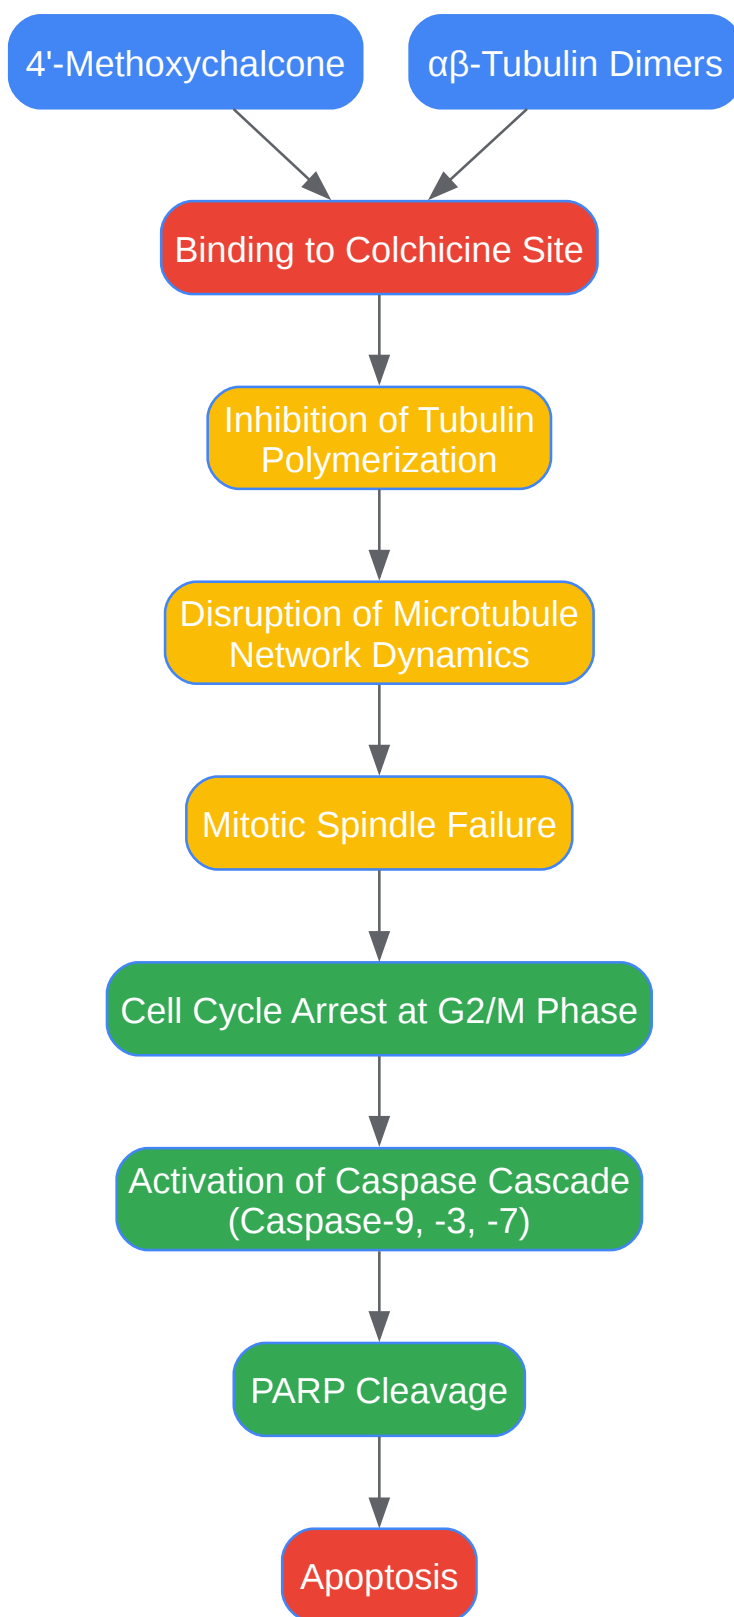 4'-Methoxychalcone
αβ-Tubulin Dimers
Binding to Colchicine Site
Inhibition of Tubulin
Polymerization
Disruption of Microtubule
Network Dynamics
Mitotic Spindle Failure
Cell Cycle Arrest at G2/M Phase
Activation of Caspase Cascade
(Caspase-9, -3, -7)
PARP Cleavage
Apoptosis